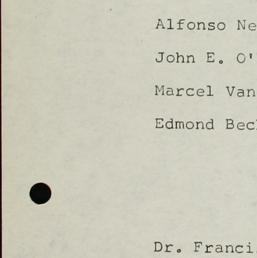 Alfonso Ne
John E. O'
Marcel Van
Edmond Bec
Dr. Franci